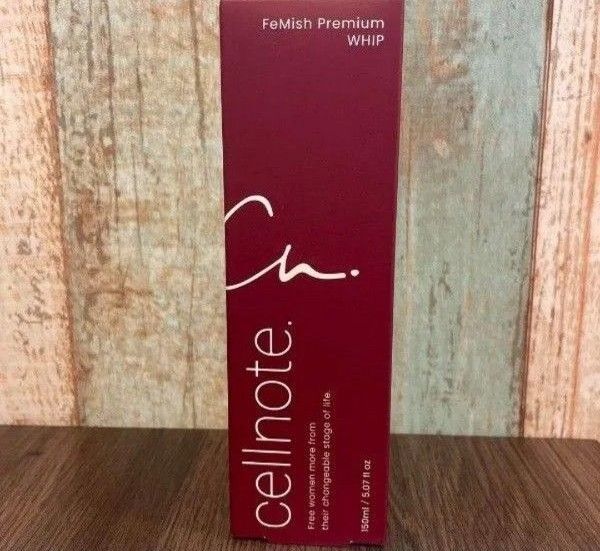 FeMish Premium
WHIP
Cn.
cellnote.
Free women more from
their changeable stage of life.
150ml / 5.07 fl oz